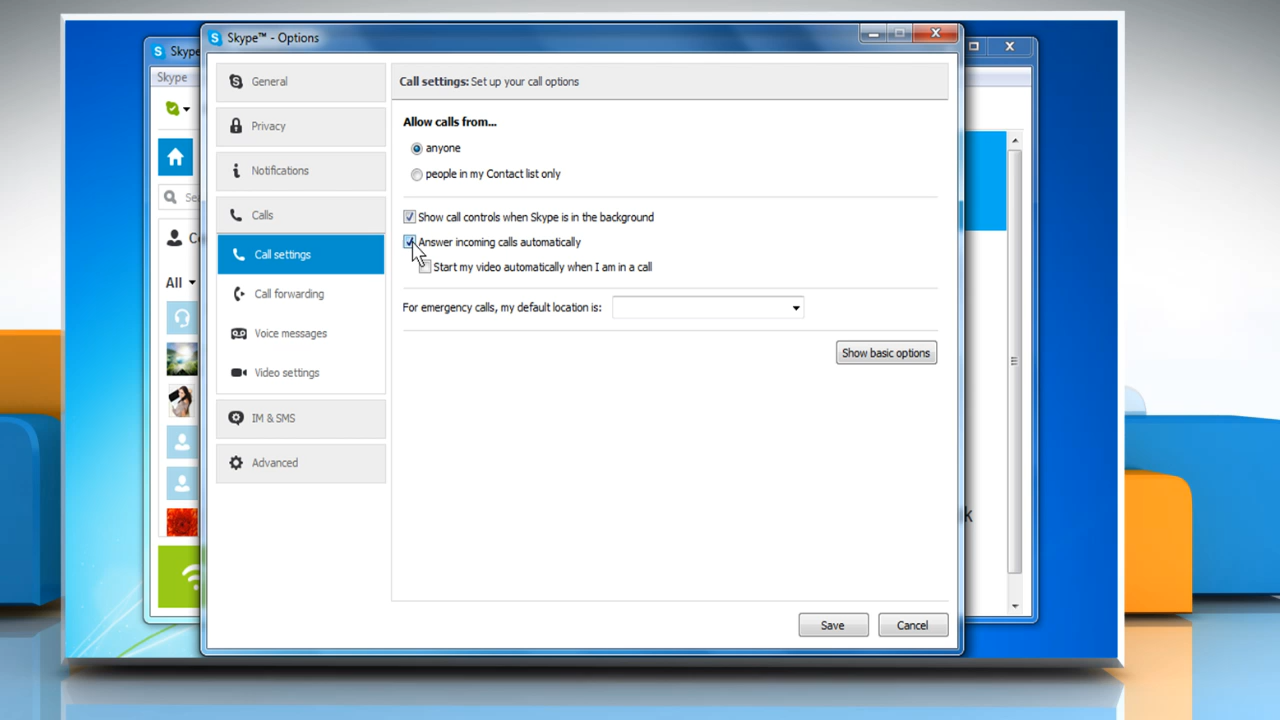 Skype™ - Options
Skype
Skype
General
Privacy
Notifications
Calls
Call settings
Call forwarding
Voice messages
Video settings
IM & SMS
Advanced
All
Call settings: Set up your call options
Allow calls from...
anyone
people in my Contact list only
Show call controls when Skype is in the background
Answer incoming calls automatically
Start my video automatically when I am in a call
For emergency calls, my default location is:
Show basic options
Save
Cancel